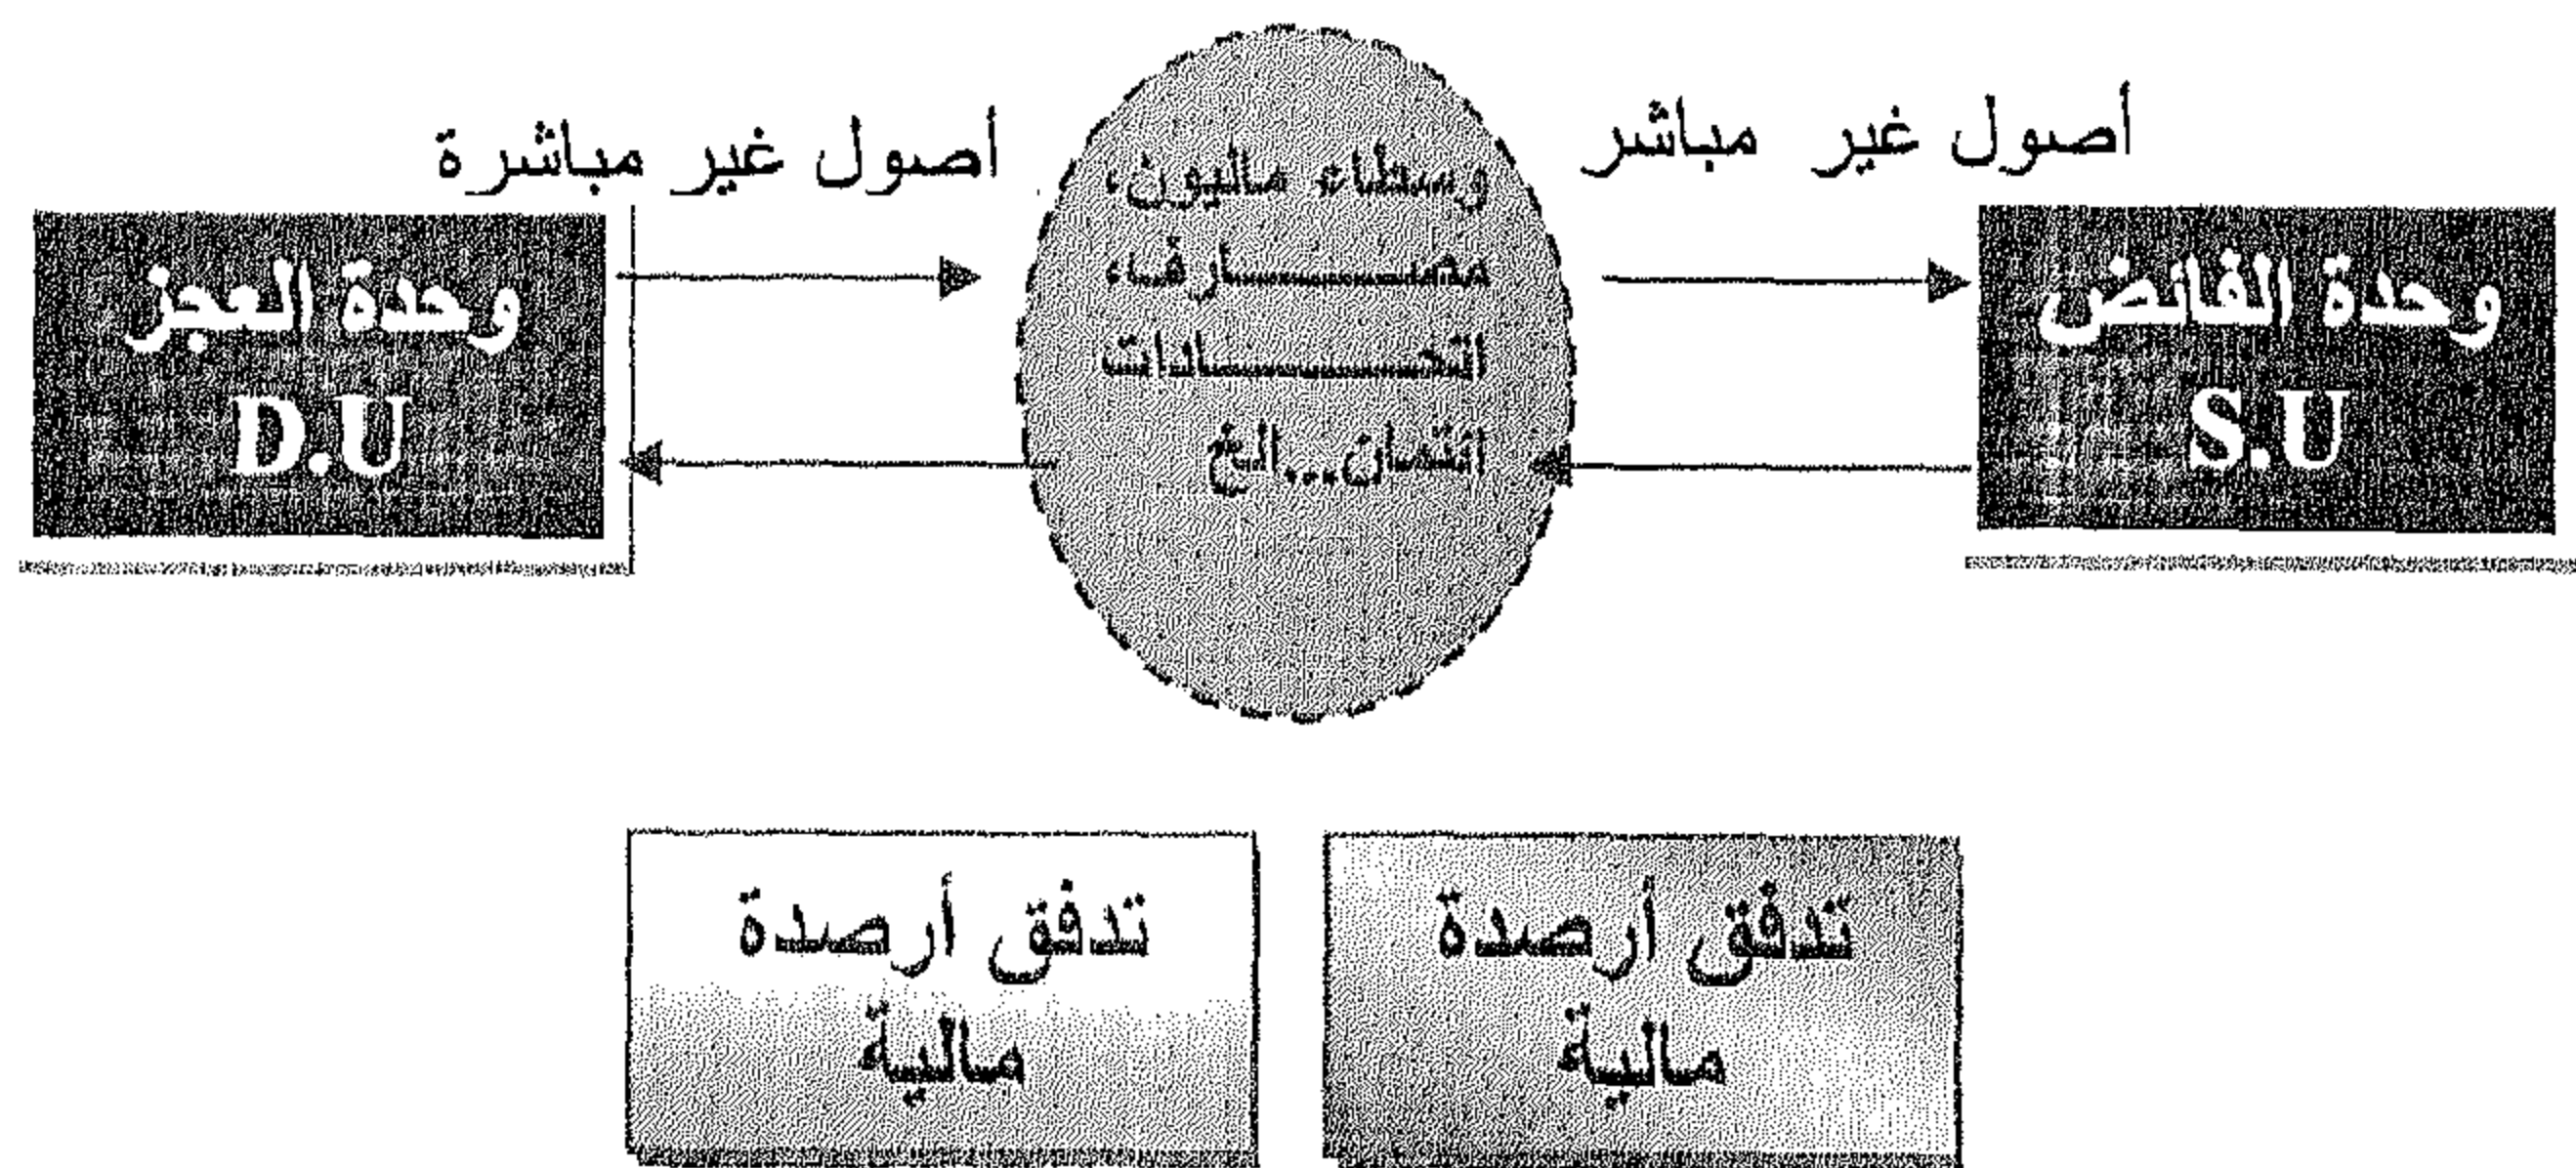 أصول غير مباشر
أصول غير مباشرة
وحدة الفائض
S.U
وسطاء ماليون،
مصارف،
اتحادات
ائتمان...الخ
وحدة العجز
D.U
تدفق أرصدة
مالية
تدفق أرصدة
مالية